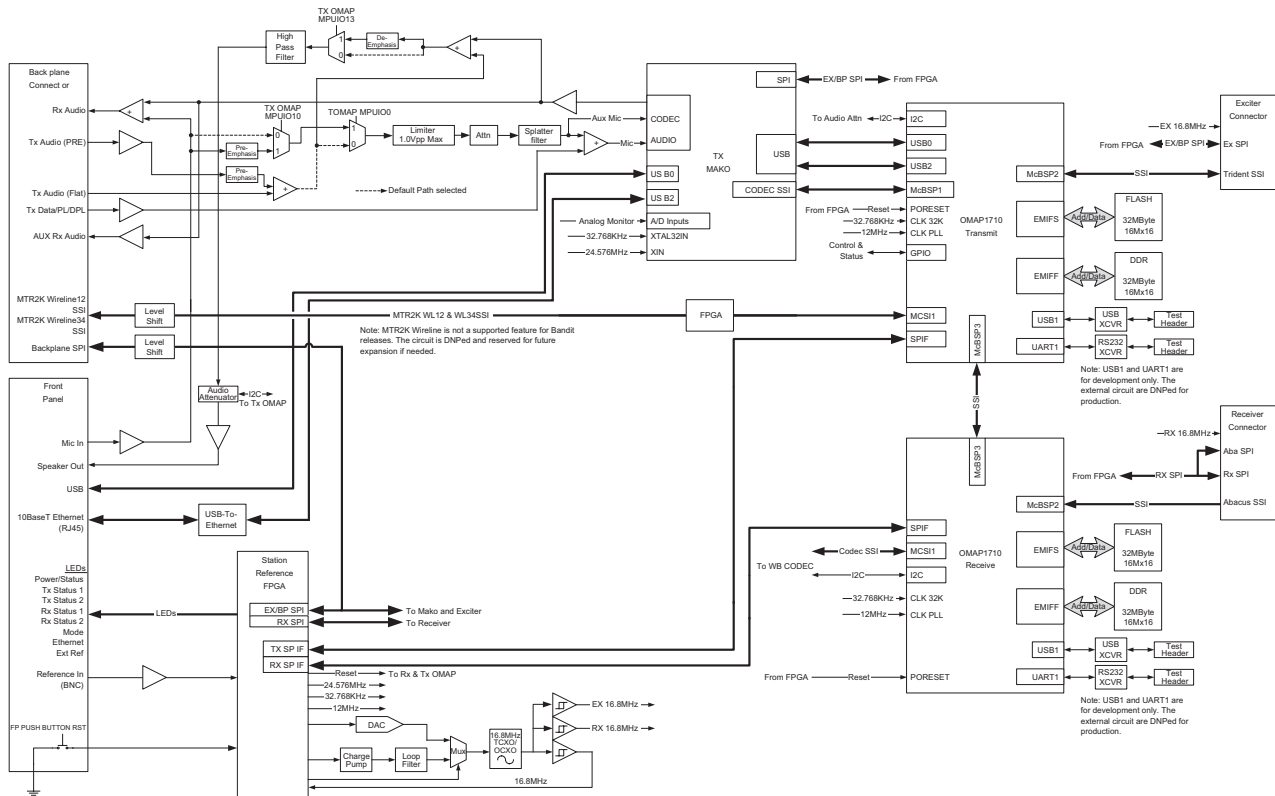 TX OMAP
MPUIO13
High
Pass
Filter
1
0
De-
Emphasis
+
Back plane
Connect or
Rx Audio
Tx Audio (PRE)
Tx Audio (Flat)
Tx Data/PL/DPL
AUX Rx Audio
MTR2K Wireline12
SSI
MTR2K Wireline34
SSI
Backplane SPI
+
TX OMAP
MPUIO10
0
1
Pre-
Emphasis
Pre-
Emphasis
+
TOMAP MPUIO0
1
0
Limiter
1.0Vpp Max
Attn
Splatter
filter
Aux Mic
+
Mic
Default Path selected
SPI
EX/BP SPI
From FPGA
CODEC
AUDIO
TX
MAKO
USB
US B0
US B2
CODEC SSI
A/D Inputs
XTAL32IN
XIN
Analog Monitor
32.768KHz
24.576MHz
To Audio Attn
I2C
I2C
USB0
USB2
McBSP1
From FPGA
Reset
PORESET
32.768KHz
CLK 32K
12MHz
CLK PLL
Control &
Status
GPIO
OMAP1710
Transmit
McBSP2
SSI
EMIFS
Add/Data
FLASH
32MByte
16Mx16
EMIFF
Add/Data
DDR
32MByte
16Mx16
USB1
USB
XCVR
Test
Header
UART1
RS232
XCVR
Test
Header
MCSI1
SPIF
McBSP3
Exciter
Connector
EX 16.8MHz
From FPGA
EX/BP SPI
Ex SPI
Trident SSI
Level
Shift
MTR2K WL12 & WL34SSI
FPGA
Level
Shift
Note: MTR2K Wireline is not a supported feature for Bandit
releases. The circuit is DNPed and reserved for future
expansion if needed.
Note: USB1 and UART1 are
for development only. The
external circuit are DNPed for
production.
SSI
Front
Panel
Mic In
Speaker Out
USB
10BaseT Ethernet
(RJ45)
LEDs
Power/Status
Tx Status 1
Tx Status 2
Rx Status 1
Rx Status 2
Mode
Ethernet
Ext Ref
Reference In
(BNC)
FP PUSH BUTTON RST
Audio
Attenuator
I2C
To Tx OMAP
USB-To-
Ethernet
LEDs
Station
Reference
FPGA
EX/BP SPI
RX SPI
To Mako and Exciter
To Receiver
TX SP IF
RX SP IF
Reset
To Rx & Tx OMAP
24.576MHz
32.768KHz
12MHz
DAC
Charge
Pump
Loop
Filter
Mux
16.8MHz
TCXO/
OCXO
EX 16.8MHz
RX 16.8MHz
16.8MHz
McBSP3
McBSP2
SSI
OMAP1710
Receive
SPIF
Codec SSI
MCSI1
To WB CODEC
I2C
I2C
32.768KHz
CLK 32K
12MHz
CLK PLL
From FPGA
Reset
PORESET
EMIFS
Add/Data
FLASH
32MByte
16Mx16
EMIFF
Add/Data
DDR
32MByte
16Mx16
USB1
USB
XCVR
Test
Header
UART1
RS232
XCVR
Test
Header
Receiver
Connector
RX 16.8MHz
Aba SPI
From FPGA
RX SPI
Rx SPI
Abacus SSI
Note: USB1 and UART1 are
for development only. The
external circuit are DNPed for
production.